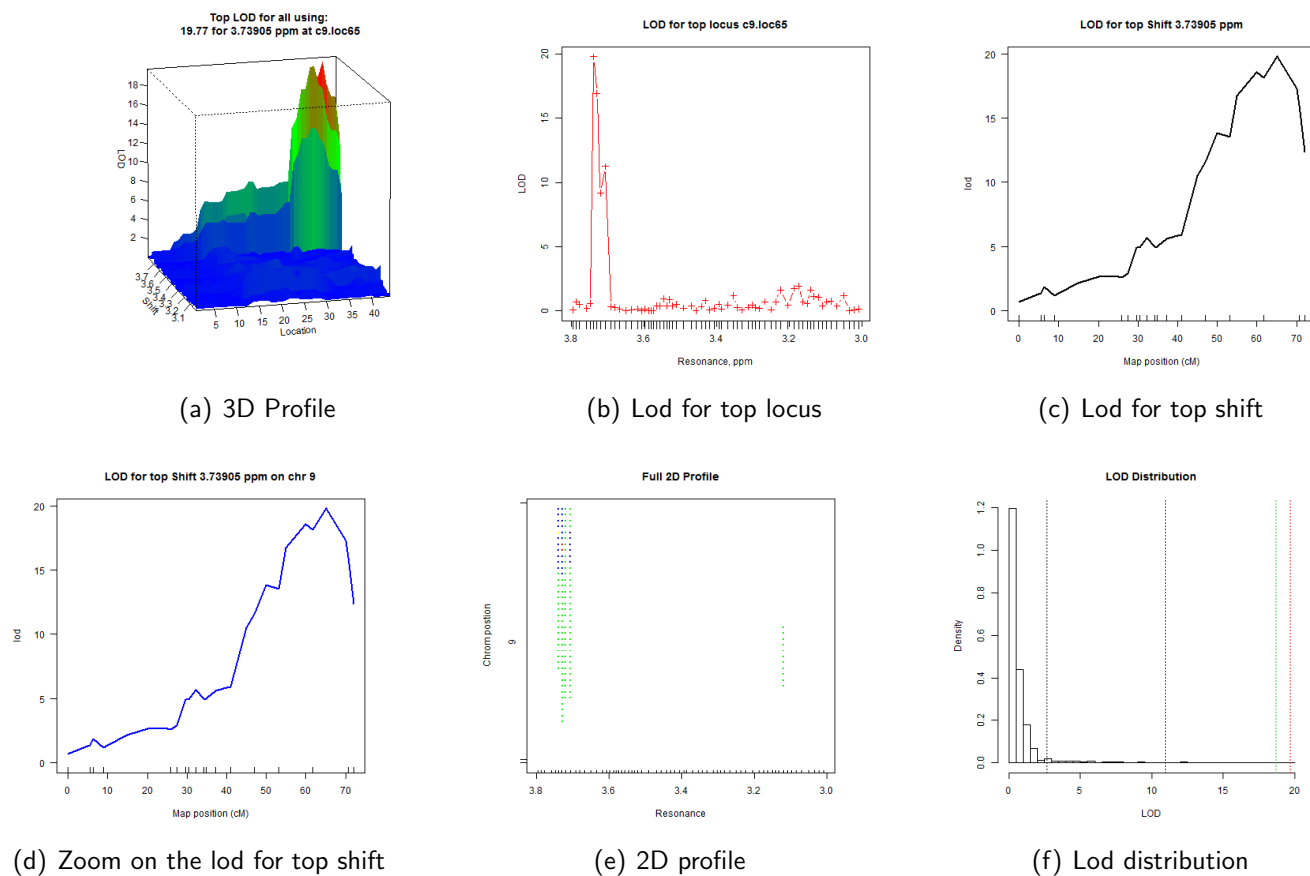 Top LOD for all using:
19.77 for 3.73905 ppm at c9.loc65
LOD
18
16
14
12
10
8
6
4
2
3.7
3.6
3.5
3.4
3.3
3.2
3.1
Shift
5 10 15 20 25 30 35 40
Location
(a) 3D Profile
LOD for top locus c9.loc65
LOD
20
15
10
5
0
3.8 3.6 3.4 3.2 3.0
Resonance, ppm
(b) Lod for top locus
LOD for top Shift 3.73905 ppm
lod
20
15
10
5
0
0 10 20 30 40 50 60 70
Map position (cM)
(c) Lod for top shift
LOD for top Shift 3.73905 ppm on chr 9
lod
20
15
10
5
0
0 10 20 30 40 50 60 70
Map position (cM)
(d) Zoom on the lod for top shift
Full 2D Profile
Chrom postion
9
3.8 3.6 3.4 3.2 3.0
Resonance
(e) 2D profile
LOD Distribution
Density
1.2
1.0
0.8
0.6
0.4
0.2
0.0
0 5 10 15 20
LOD
(f) Lod distribution